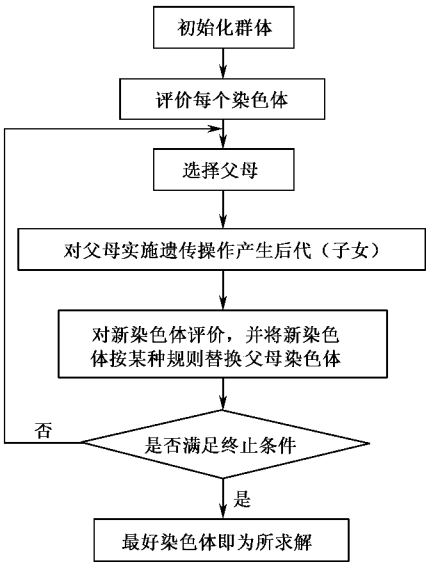 初始化群体
评价每个染色体
选择父母
对父母实施遗传操作产生后代（子女）
对新染色体评价，并将新染色
体按某种规则替换父母染色体
否
是否满足终止条件
是
最好染色体即为所求解